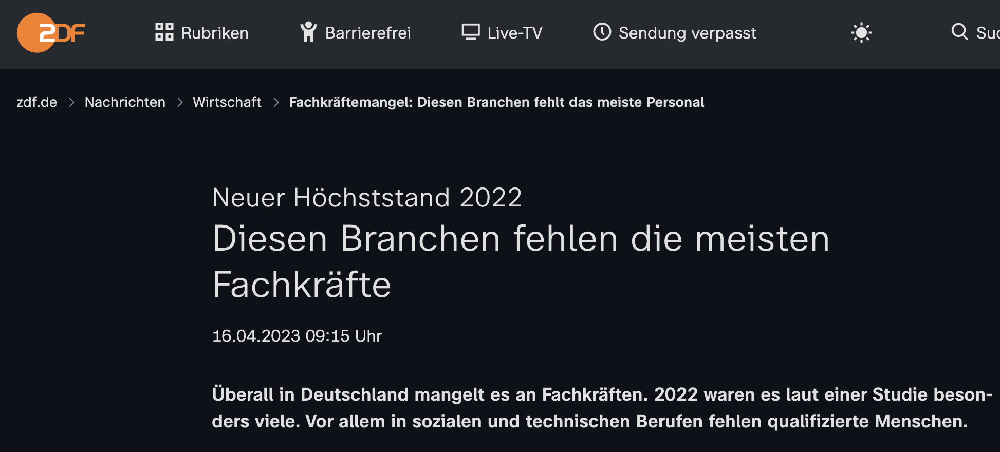 ZDF Rubriken Barrierefrei Live-TV Sendung verpasst
zdf.de > Nachrichten > Wirtschaft > Fachkräftemangel: Diesen Branchen fehlt das meiste Personal
Neuer Höchststand 2022
Diesen Branchen fehlen die meisten
Fachkräfte
16.04.2023 09:15 Uhr
Überall in Deutschland mangelt es an Fachkräften. 2022 waren es laut einer Studie beson-
ders viele. Vor allem in sozialen und technischen Berufen fehlen qualifizierte Menschen.